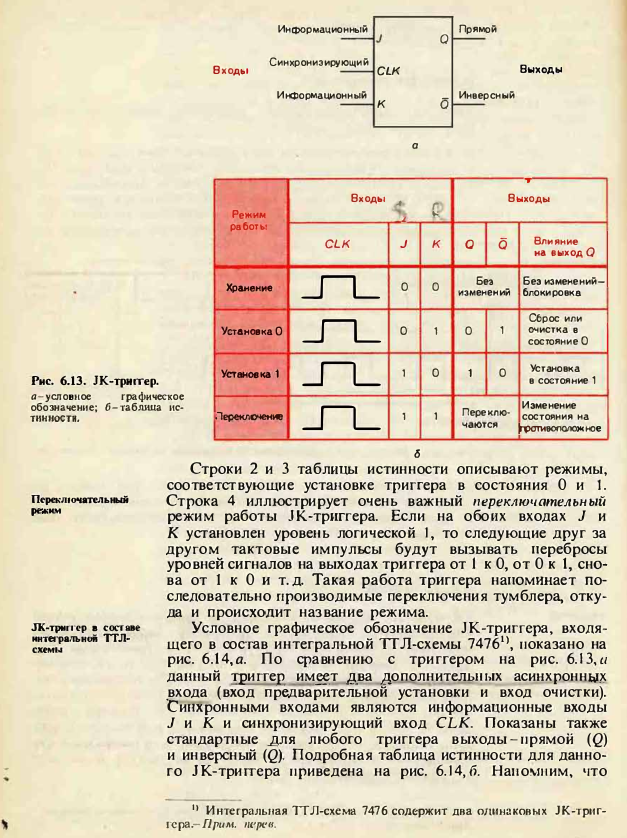 Информационный
J
Q
Прямой
Входы
Синхронизирующий
CLK
Выходы
Информационный
K
Q̅
Инверсный
а
Режим работы
Входы
S R
Выходы
CLK J K Q Q̅ Влияние на выход Q
Хранение 0 0 Без изменений Без изменений– блокировка
Установка 0 0 1 0 1 Сброс или очистка в состояние 0
Установка 1 1 0 1 0 Установка в состояние 1
Переключение 1 1 Переклю- чаются Изменение состояния на противоположное
б
Рис. 6.13. JK-триггер.
а–условное графическое
обозначение; б–таблица ис-
тинности.
Строки 2 и 3 таблицы истинности описывают режимы,
соответствующие установке триггера в состояния 0 и 1.
Переключательный
режим
Строка 4 иллюстрирует очень важный переключательный
режим работы JK-триггера. Если на обоих входах J и
K установлен уровень логической 1, то следующие друг за
другом тактовые импульсы будут вызывать перебросы
уровней сигналов на выходах триггера от 1 к 0, от 0 к 1, сно-
ва от 1 к 0 и т. д. Такая работа триггера напоминает по-
следовательно производимые переключения тумблера, отку-
да и происходит название режима.
JK-триггер в составе
интегральной ТТЛ-
схемы
Условное графическое обозначение JK-триггера, входя-
щего в состав интегральной ТТЛ-схемы 7476¹⁾, показано на
рис. 6.14,а. По сравнению с триггером на рис. 6.13,а
данный триггер имеет два дополнительных асинхронных
входа (вход предварительной установки и вход очистки).
Синхронными входами являются информационные входы
J и K и синхронизирующий вход CLK. Показаны также
стандартные для любого триггера выходы–прямой (Q)
и инверсный (Q̅). Подробная таблица истинности для данно-
го JK-триггера приведена на рис. 6.14,б. Напомним, что
¹⁾ Интегральная ТТЛ-схема 7476 содержит два одинаковых JK-триг-
гера.–Прим. перев.